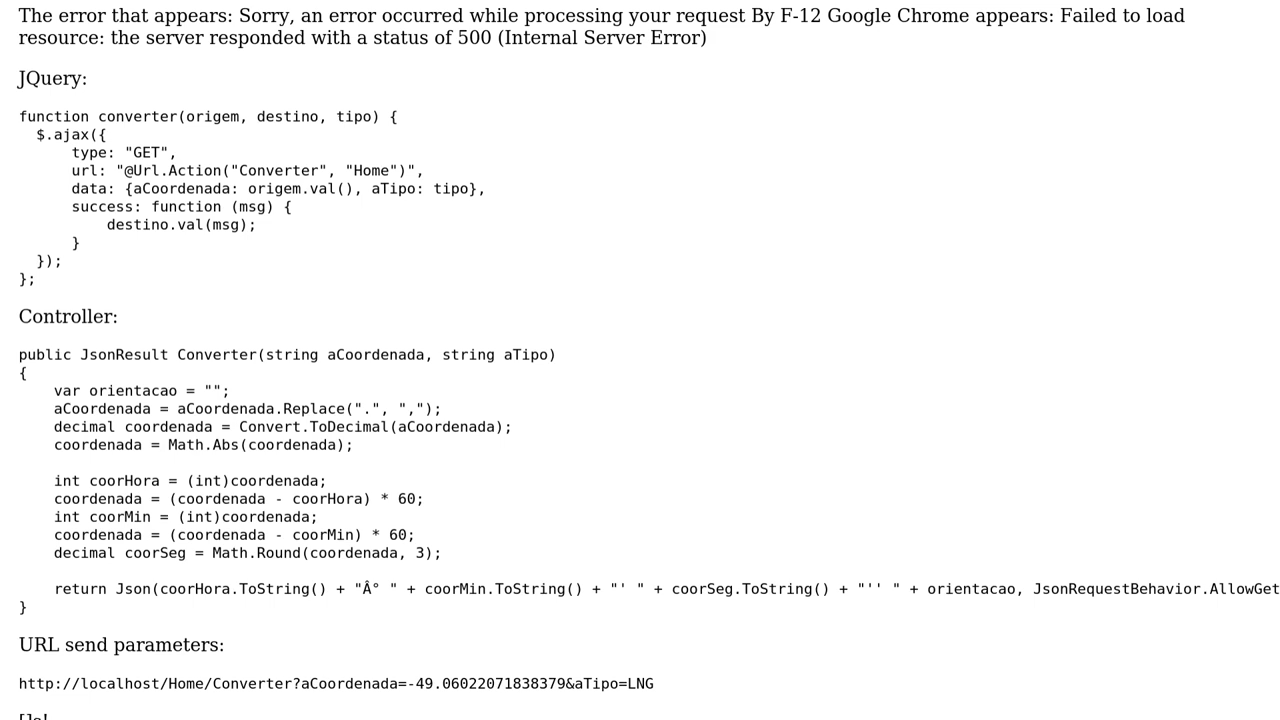 The error that appears: Sorry, an error occurred while processing your request By F-12 Google Chrome appears: Failed to load
resource: the server responded with a status of 500 (Internal Server Error)
JQuery:
function converter(origem, destino, tipo) {
  $.ajax({
      type: "GET",
      url: "@Url.Action("Converter", "Home")",
      data: {aCoordenada: origem.val(), aTipo: tipo},
      success: function (msg) {
          destino.val(msg);
      }
  });
};
Controller:
public JsonResult Converter(string aCoordenada, string aTipo)
{
    var orientacao = "";
    aCoordenada = aCoordenada.Replace(".", ",");
    decimal coordenada = Convert.ToDecimal(aCoordenada);
    coordenada = Math.Abs(coordenada);
    int coorHora = (int)coordenada;
    coordenada = (coordenada - coorHora) * 60;
    int coorMin = (int)coordenada;
    coordenada = (coordenada - coorMin) * 60;
    decimal coorSeg = Math.Round(coordenada, 3);
    return Json(coorHora.ToString() + "Â° " + coorMin.ToString() + "' " + coorSeg.ToString() + "'' " + orientacao, JsonRequestBehavior.AllowGet
}
URL send parameters:
http://localhost/Home/Converter?aCoordenada=-49.06022071838379&aTipo=LNG